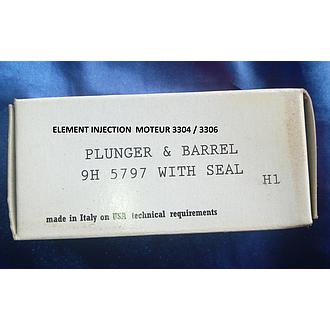 ELEMENT INJECTION MOTEUR 3304 / 3306
PLUNGER & BARREL
9H 5797 WITH SEAL
H1
made in Italy on USA technical requirements